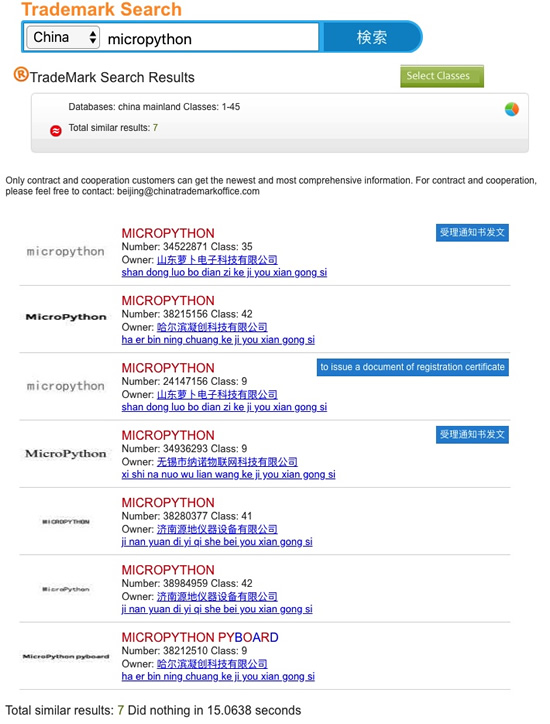 Trademark Search
China micropython 検索
® TradeMark Search Results Select Classes
Databases: china mainland Classes: 1-45
Total similar results: 7
Only contract and cooperation customers can get the newest and most comprehensive information. For contract and cooperation,
please feel free to contact: beijing@chinatrademarkoffice.com
micropython
MICROPYTHON 受理通知书发文
Number: 34522871 Class: 35
Owner: 山东萝卜电子科技有限公司
shan dong luo bo dian zi ke ji you xian gong si
MicroPython
MICROPYTHON
Number: 38215156 Class: 42
Owner: 哈尔滨凝创科技有限公司
ha er bin ning chuang ke ji you xian gong si
micropython
MICROPYTHON to issue a document of registration certificate
Number: 24147156 Class: 9
Owner: 山东萝卜电子科技有限公司
shan dong luo bo dian zi ke ji you xian gong si
MicroPython
MICROPYTHON 受理通知书发文
Number: 34936293 Class: 9
Owner: 无锡市纳诺物联网科技有限公司
xi shi na nuo wu lian wang ke ji you xian gong si
MICROPYTHON
MICROPYTHON
Number: 38280377 Class: 41
Owner: 济南源地仪器设备有限公司
ji nan yuan di yi qi she bei you xian gong si
MicroPython
MICROPYTHON
Number: 38984959 Class: 42
Owner: 济南源地仪器设备有限公司
ji nan yuan di yi qi she bei you xian gong si
MicroPython pyboard
MICROPYTHON PYBOARD
Number: 38212510 Class: 9
Owner: 哈尔滨凝创科技有限公司
ha er bin ning chuang ke ji you xian gong si
Total similar results: 7 Did nothing in 15.0638 seconds